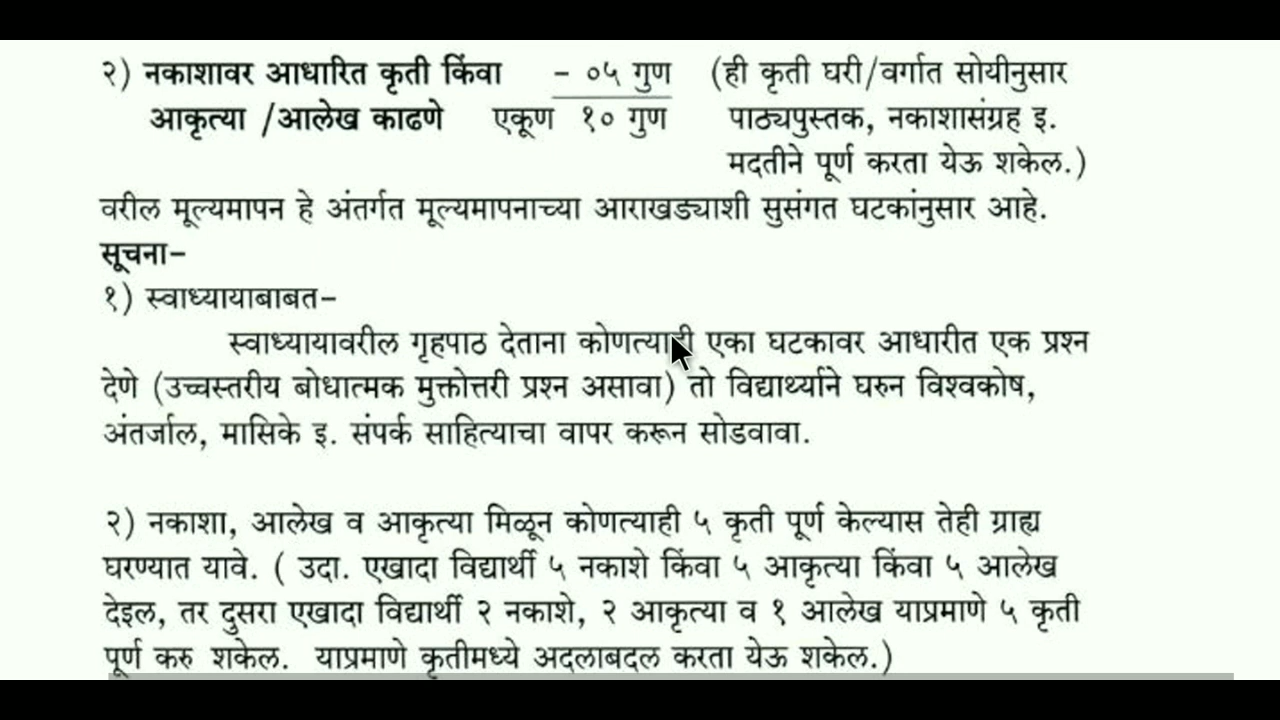 २) नकाशावर आधारित कृती किंवा - ०५ गुण (ही कृती घरी/वर्गात सोयीनुसार
आकृत्या /आलेख काढणे एकूण १० गुण पाठ्यपुस्तक, नकाशासंग्रह इ.
मदतीने पूर्ण करता येऊ शकेल.)
वरील मूल्यमापन हे अंतर्गत मूल्यमापनाच्या आराखड्याशी सुसंगत घटकांनुसार आहे.
सूचना-
१) स्वाध्यायाबाबत-
स्वाध्यायावरील गृहपाठ देताना कोणत्याही एका घटकावर आधारीत एक प्रश्न
देणे (उच्चस्तरीय बोधात्मक मुक्तोत्तरी प्रश्न असावा) तो विद्यार्थ्याने घरुन विश्वकोष,
अंतर्जाल, मासिके इ. संपर्क साहित्याचा वापर करून सोडवावा.
२) नकाशा, आलेख व आकृत्या मिळून कोणत्याही ५ कृती पूर्ण केल्यास तेही ग्राह्य
घरण्यात यावे. ( उदा. एखादा विद्यार्थी ५ नकाशे किंवा ५ आकृत्या किंवा ५ आलेख
देइल, तर दुसरा एखादा विद्यार्थी २ नकाशे, २ आकृत्या व १ आलेख याप्रमाणे ५ कृती
पूर्ण करु शकेल. याप्रमाणे कृतीमध्ये अदलाबदल करता येऊ शकेल.)